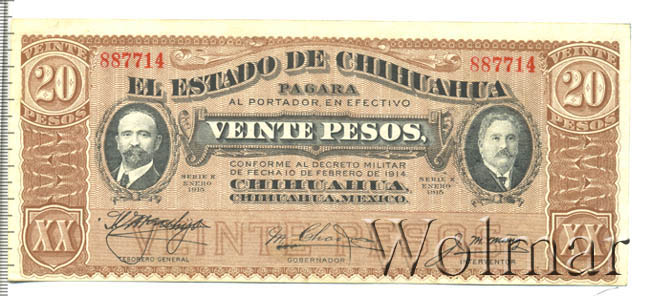 VEINTE VEINTE
887714 887714
20 EL ESTADO DE CHIHUAHUA 20
PAGARA
AL PORTADOR, EN EFECTIVO
VEINTE PESOS,
CONFORME AL DECRETO MILITAR
DE FECHA 10 DE FEBRERO DE 1914
SERIE K SERIE K
ENERO ENERO
1915 1915
CHIHUAHUA,
CHIHUAHUA, MEXICO.
XX VEINTE PESOS XX
TESORERO GENERAL GOBERNADOR INTERVENTOR
Wolmar